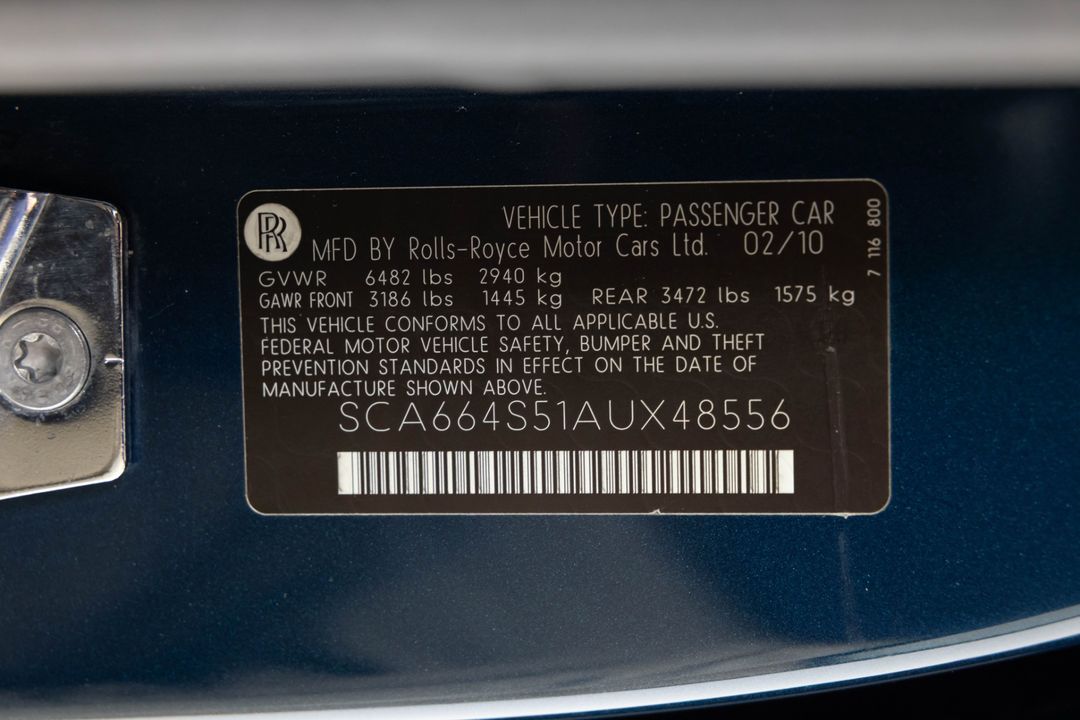 RR
VEHICLE TYPE: PASSENGER CAR
MFD BY Rolls-Royce Motor Cars Ltd. 02/10
GVWR 6482 lbs 2940 kg
GAWR FRONT 3186 lbs 1445 kg REAR 3472 lbs 1575 kg
THIS VEHICLE CONFORMS TO ALL APPLICABLE U.S.
FEDERAL MOTOR VEHICLE SAFETY, BUMPER AND THEFT
PREVENTION STANDARDS IN EFFECT ON THE DATE OF
MANUFACTURE SHOWN ABOVE.
SCA664S51AUX48556
7 116 800